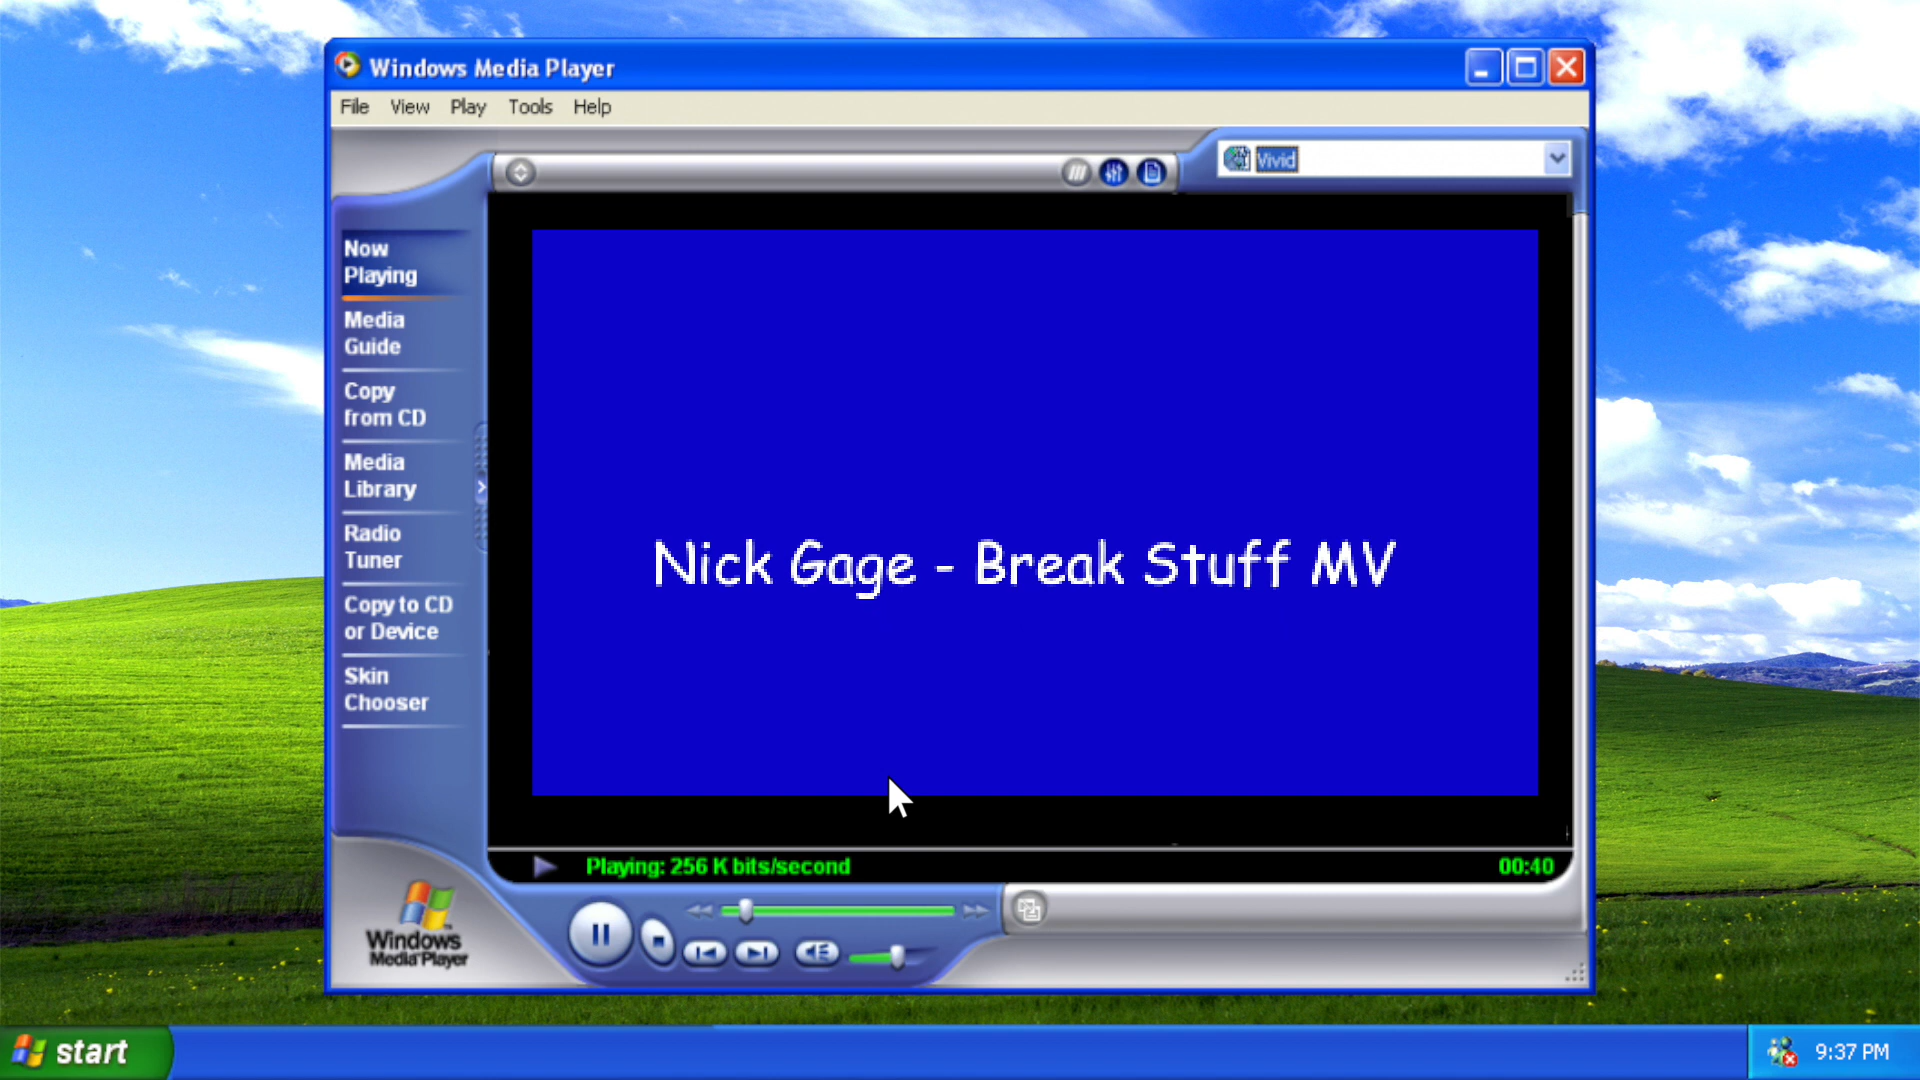 Windows Media Player
File View Play Tools Help
Vivid
Now
Playing
Media
Guide
Copy
from CD
Media
Library
Radio
Tuner
Copy to CD
or Device
Skin
Chooser
Nick Gage - Break Stuff MV
Playing: 256 K bits/second
00:40
Windows
Media Player
start
9:37 PM